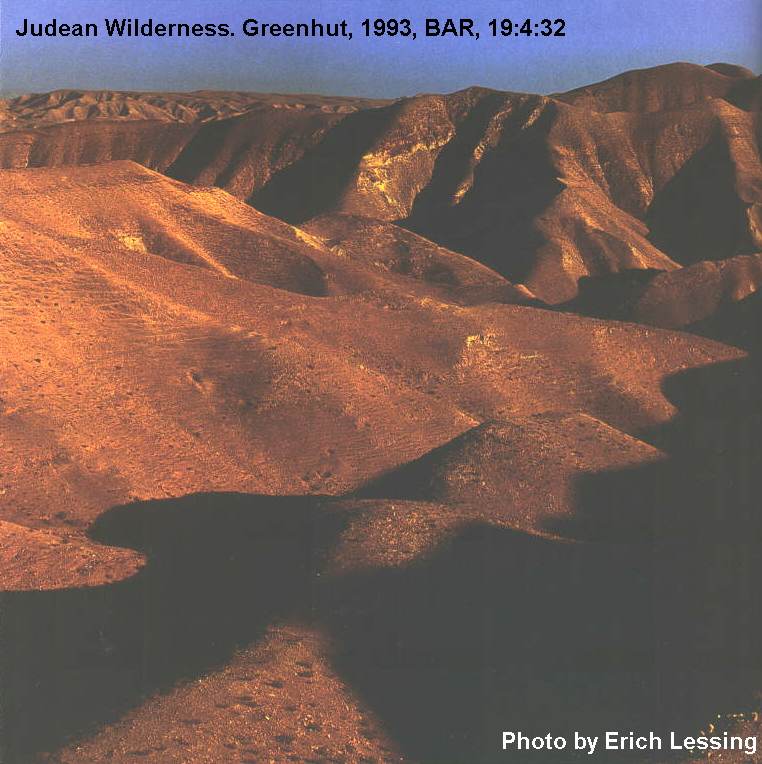 Judean Wilderness. Greenhut, 1993, BAR, 19:4:32
Photo by Erich Lessing